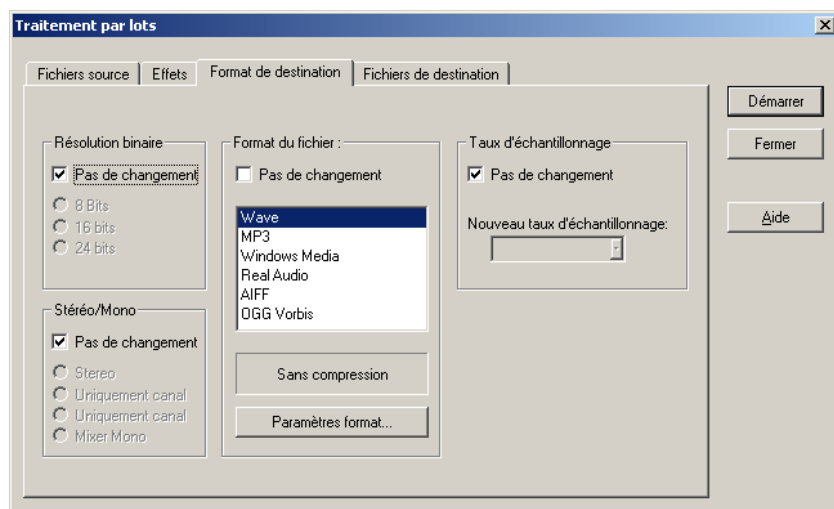 Traitement par lots
Fichiers source
Effets
Format de destination
Fichiers de destination
Démarrer
Fermer
Aide
Résolution binaire
Pas de changement
8 Bits
16 bits
24 bits
Stéréo/Mono
Pas de changement
Stereo
Uniquement canal
Uniquement canal
Mixer Mono
Format du fichier :
Pas de changement
Wave
MP3
Windows Media
Real Audio
AIFF
OGG Vorbis
Sans compression
Paramètres format...
Taux d'échantillonnage
Pas de changement
Nouveau taux d'échantillonnage: